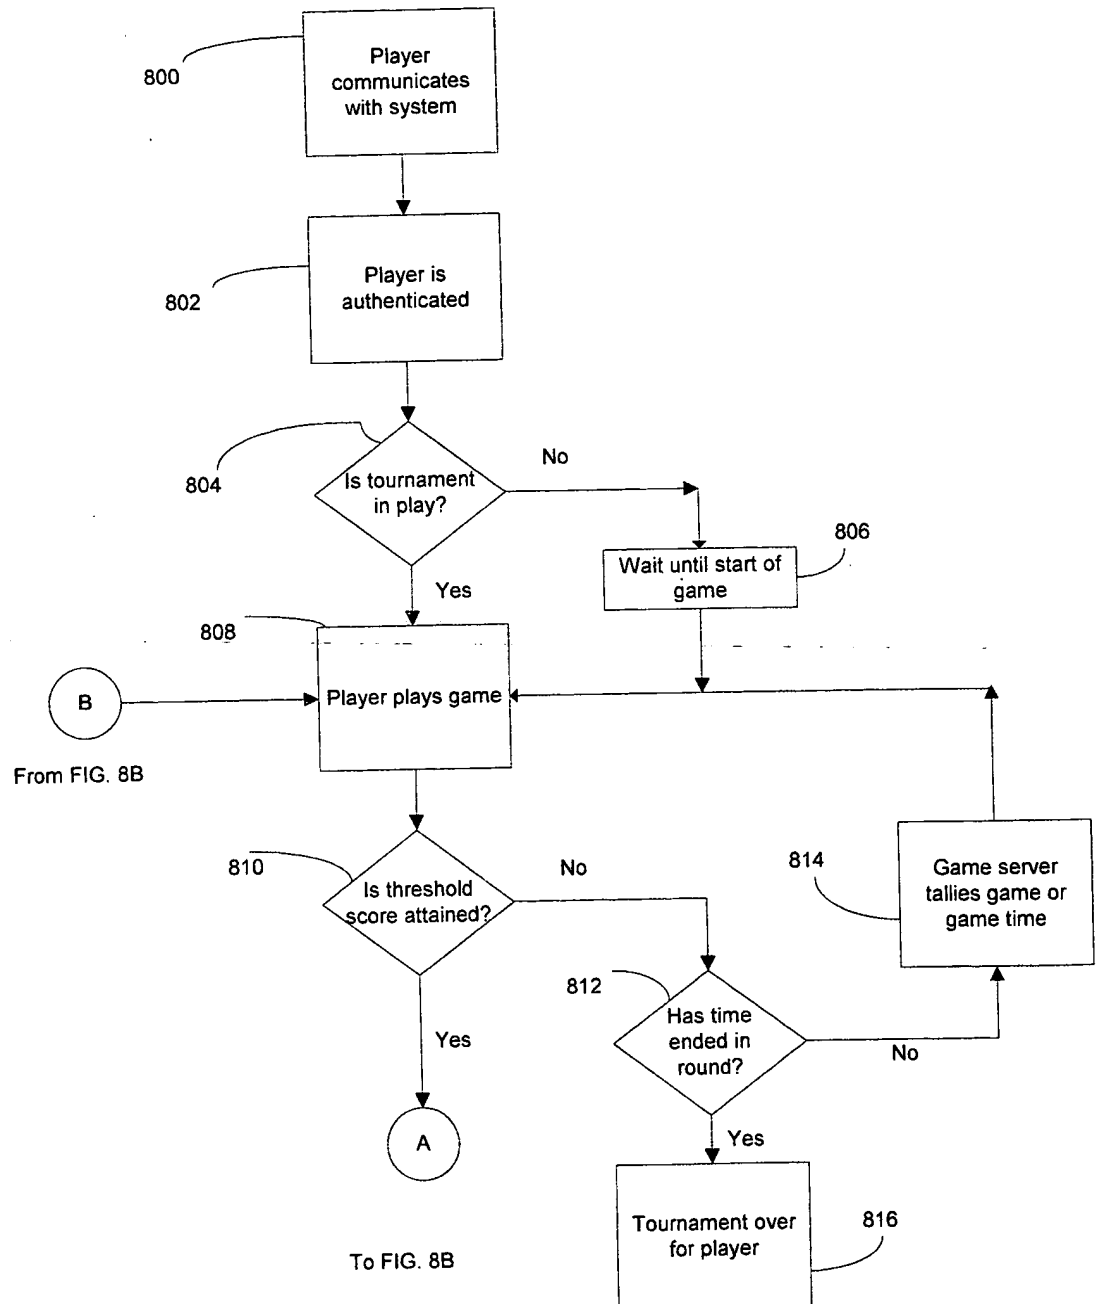 Player
communicates
with system
800
Player is
authenticated
802
Is tournament
in play?
804
No
Wait until start of
game
806
Yes
808
Player plays game
B
From FIG. 8B
810
Is threshold
score attained?
No
814
Game server
tallies game or
game time
812
Has time
ended in
round?
No
Yes
A
To FIG. 8B
Yes
Tournament over
for player
816